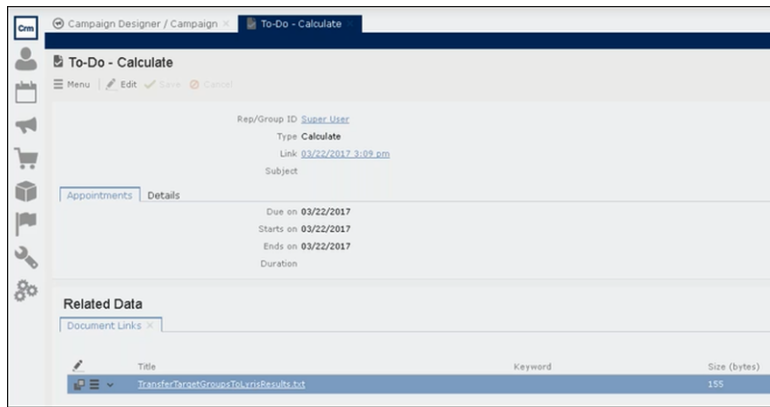 Crm
Campaign Designer / Campaign × To-Do - Calculate ×
To-Do - Calculate
Menu Edit Save Cancel
Rep/Group ID Super User
Type Calculate
Link 03/22/2017 3:09 pm
Subject
Appointments Details
Due on 03/22/2017
Starts on 03/22/2017
Ends on 03/22/2017
Duration
Related Data
Document Links ×
Title Keyword Size (bytes)
TransferTargetGroupsToLyrisResults.txt 155